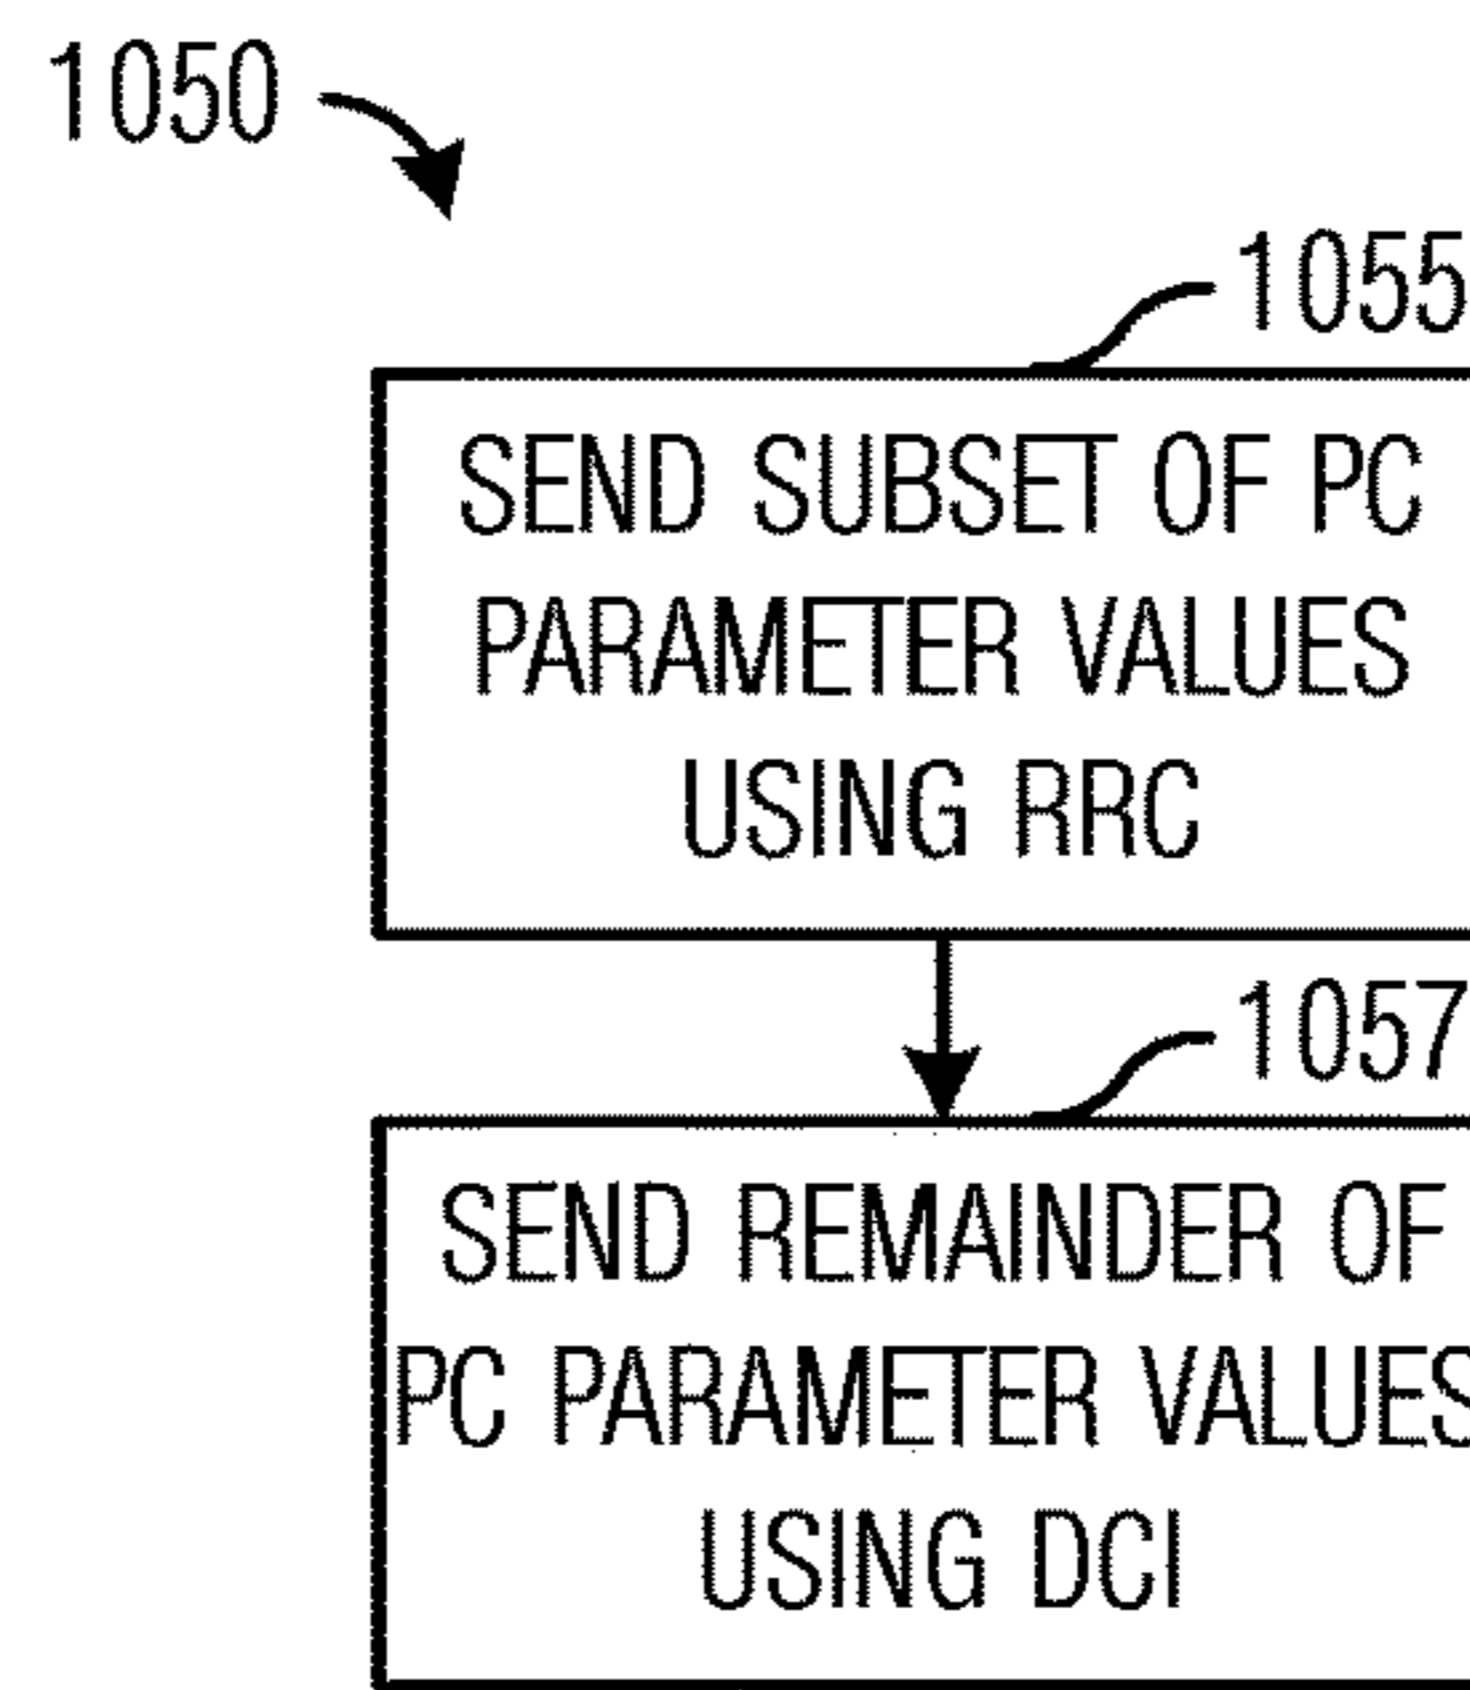 1050
1055
SEND SUBSET OF PC
PARAMETER VALUES
USING RRC
1057
SEND REMAINDER OF
PC PARAMETER VALUES
USING DCI